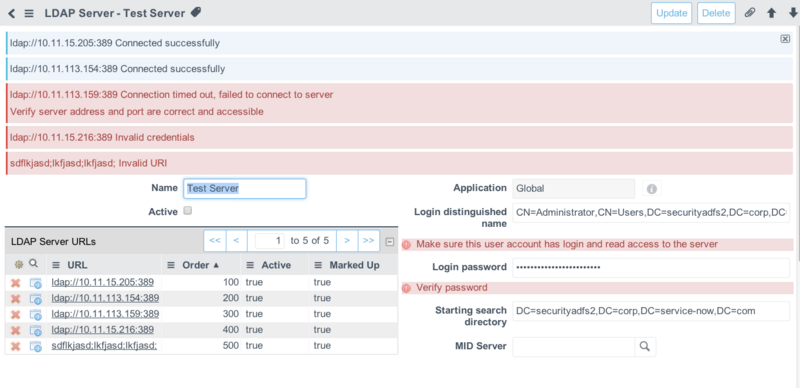 LDAP Server - Test Server
Update Delete
ldap://10.11.15.205:389 Connected successfully
ldap://10.11.113.154:389 Connected successfully
ldap://10.11.113.159:389 Connection timed out, failed to connect to server
Verify server address and port are correct and accessible
ldap://10.11.15.216:389 Invalid credentials
sdflkjasd;lkfjasd;lkfjasd; Invalid URI
Name Test Server
Active
Application Global
Login distinguished name CN=Administrator,CN=Users,DC=securityadfs2,DC=corp,DC
Make sure this user account has login and read access to the server
Login password
Verify password
Starting search directory DC=securityadfs2,DC=corp,DC=service-now,DC=com
MID Server
LDAP Server URLs << < 1 to 5 of 5 > >>
URL Order ▲ Active Marked Up
ldap://10.11.15.205:389 100 true true
ldap://10.11.113.154:389 200 true true
ldap://10.11.113.159:389 300 true true
ldap://10.11.15.216:389 400 true true
sdflkjasd;lkfjasd;lkfjasd; 500 true true